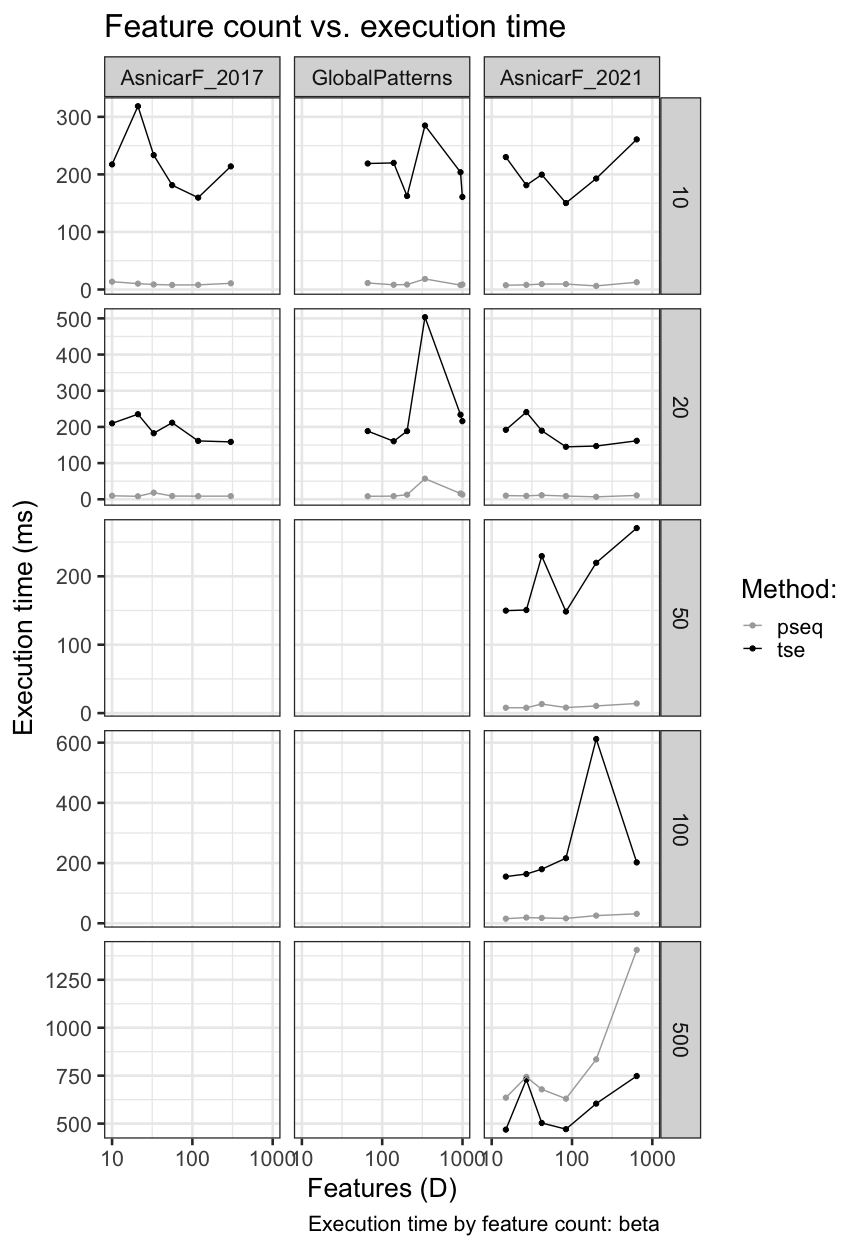 Feature count vs. execution time
AsnicarF_2017 GlobalPatterns AsnicarF_2021
300
200
100
0
10
500
400
300
200
100
0
20
200
100
0
50
600
400
200
0
100
1250
1000
750
500
500
10 100 1000 10 100 1000 10 100 1000
Execution time (ms)
Features (D)
Method:
pseq
tse
Execution time by feature count: beta